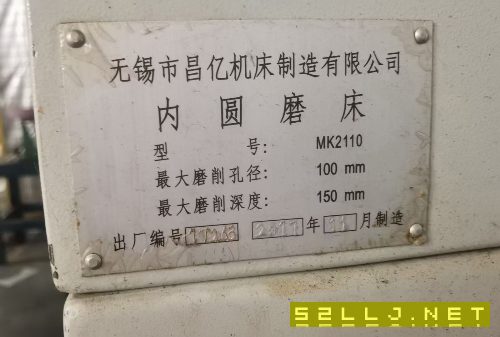 无锡市昌亿机床制造有限公司
内圆磨床
型 号: MK2110
最大磨削孔径: 100 mm
最大磨削深度: 150 mm
出厂编号 年 月制造
52LLJ.NET